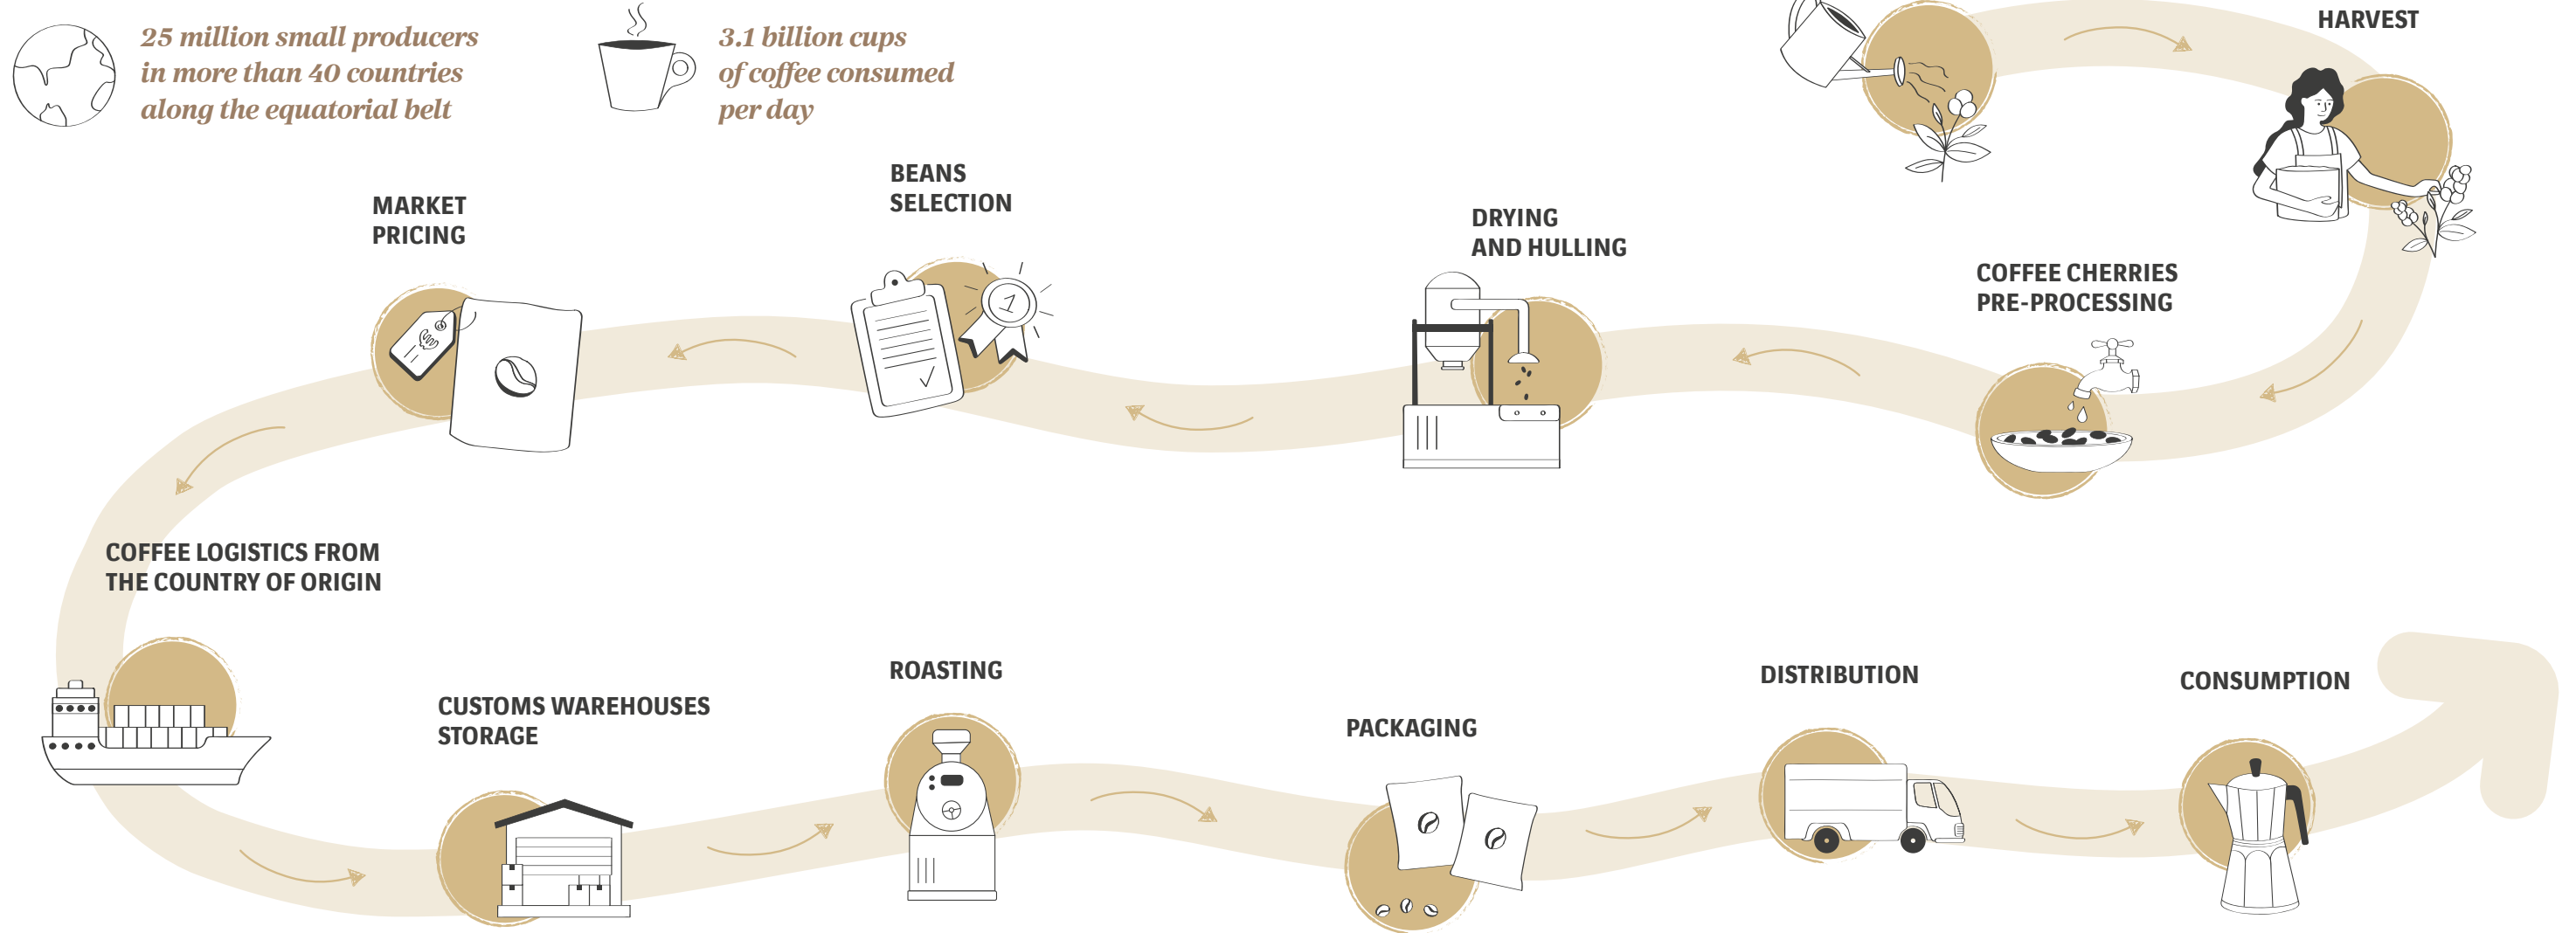 25 million small producers
in more than 40 countries
along the equatorial belt
3.1 billion cups
of coffee consumed
per day
HARVEST
COFFEE CHERRIES
PRE-PROCESSING
DRYING
AND HULLING
BEANS
SELECTION
1
MARKET
PRICING
COFFEE LOGISTICS FROM
THE COUNTRY OF ORIGIN
CUSTOMS WAREHOUSES
STORAGE
ROASTING
PACKAGING
DISTRIBUTION
CONSUMPTION